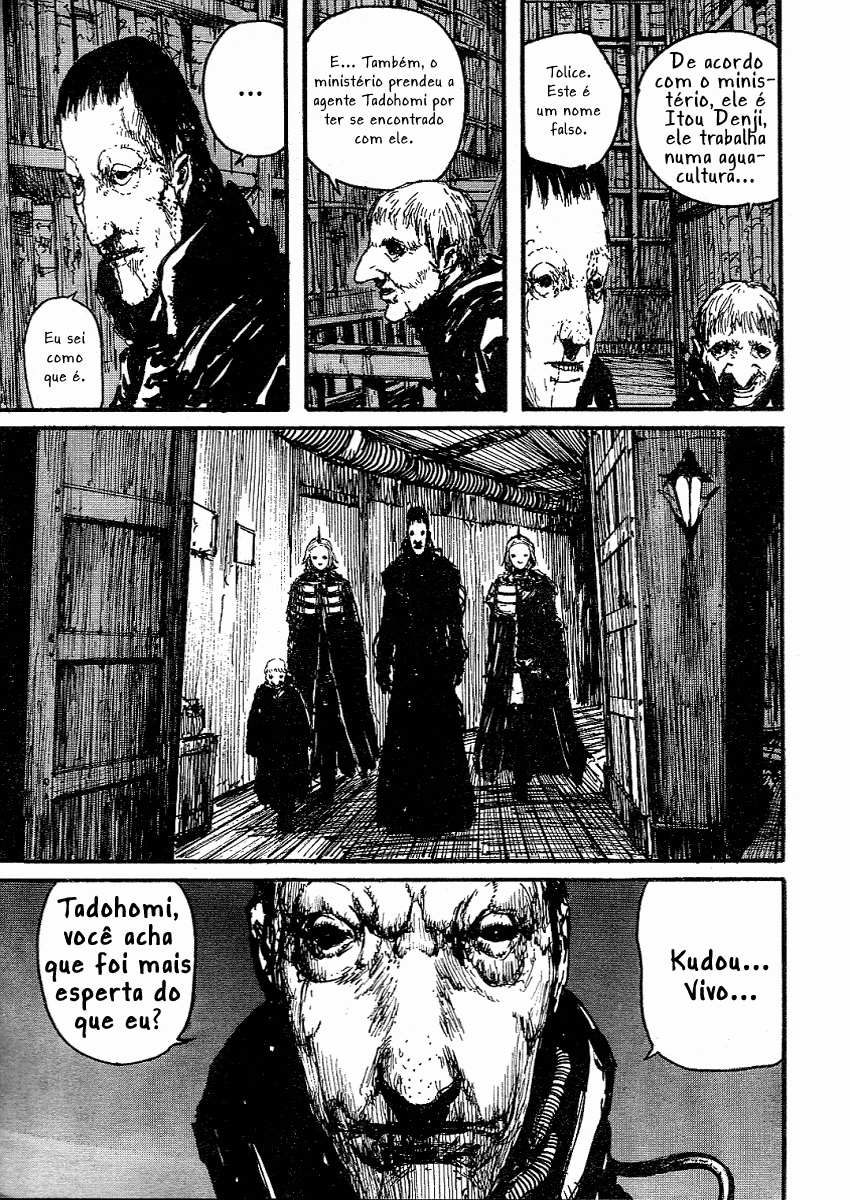 De acordo
com o minis-
tério, ele é
Itou Denji,
ele trabalha
numa aqua-
cultura...
Tolice.
Este é
um nome
falso.
E... Também, o
ministério prendeu a
agente Tadohomi por
ter se encontrado
com ele.
...
Eu sei
como
que é.
Kudou...
Vivo...
Tadohomi,
você acha
que foi mais
esperta do
que eu?